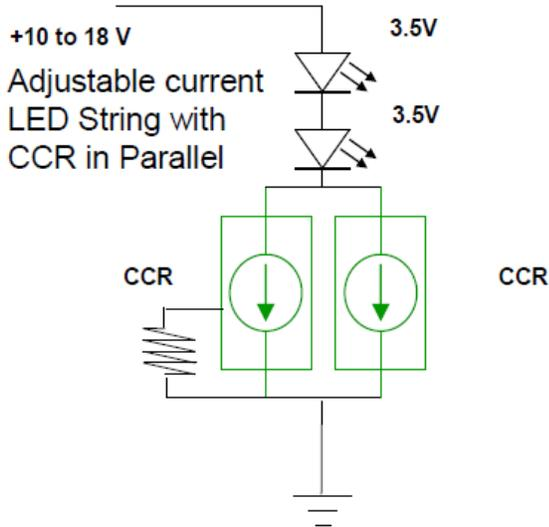 +10 to 18 V
3.5V
Adjustable current
LED String with
CCR in Parallel
3.5V
CCR
CCR